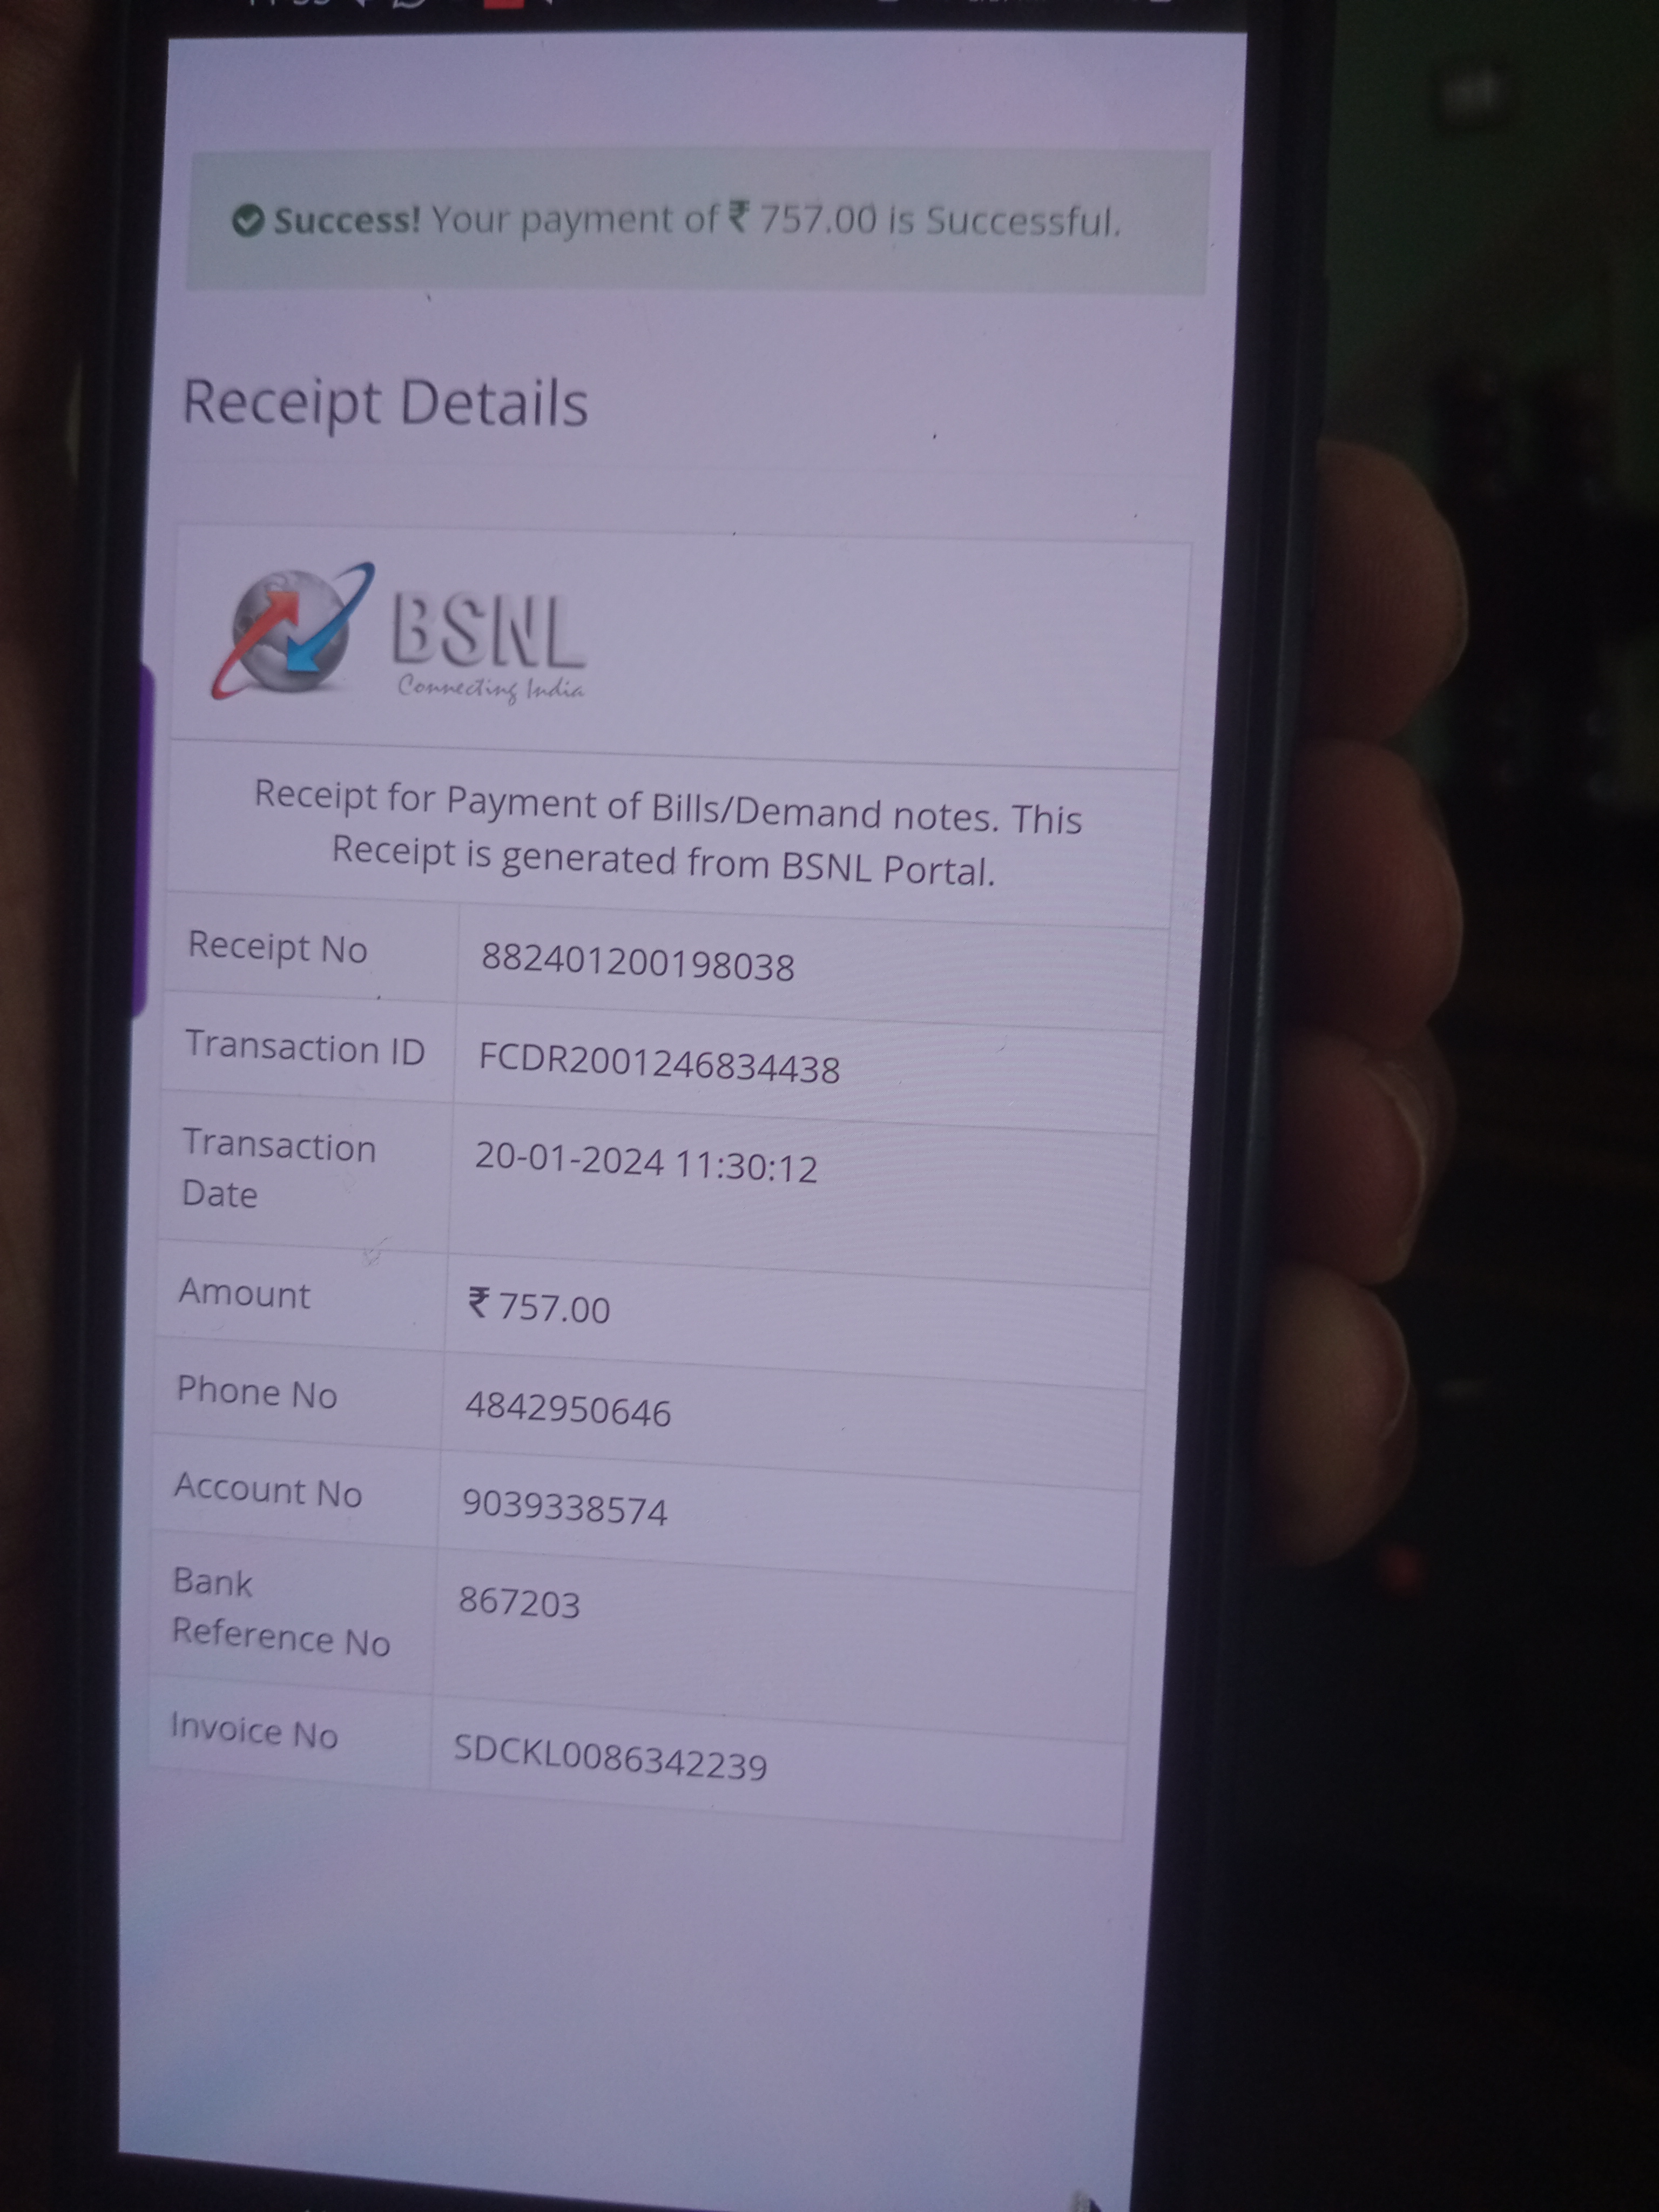 Success! Your payment of ₹ 757.00 is Successful.
Receipt Details
BSNL
Connecting India
Receipt for Payment of Bills/Demand notes. This
Receipt is generated from BSNL Portal.
Receipt No 882401200198038
Transaction ID FCDR2001246834438
Transaction
Date
20-01-2024 11:30:12
Amount ₹ 757.00
Phone No 4842950646
Account No 9039338574
Bank
Reference No
867203
Invoice No SDCKL0086342239